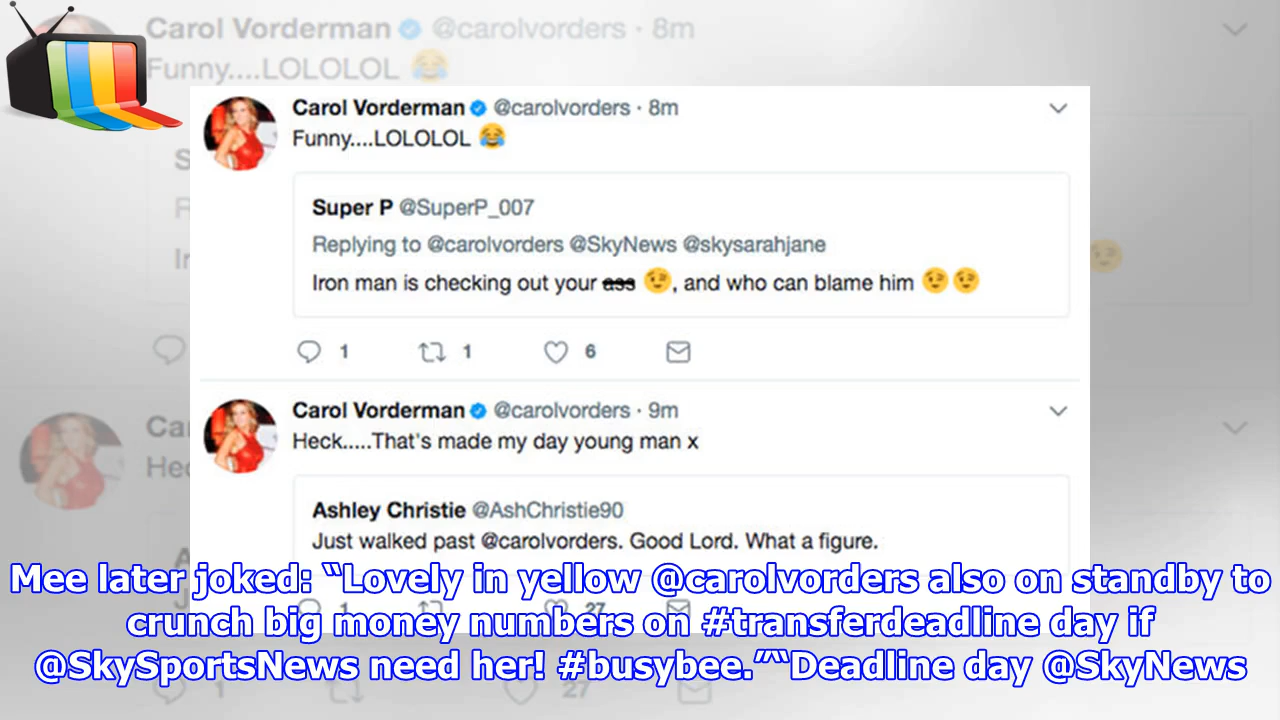 Carol Vorderman @carolvorders · 8m
Funny....LOLOLOL 😂
Carol Vorderman @carolvorders · 8m
Funny....LOLOLOL 😂
Super P @SuperP_007
Replying to @carolvorders @SkyNews @skysarahjane
Iron man is checking out your ass 😉, and who can blame him 😉😉
1 1 6
Carol Vorderman @carolvorders · 9m
Heck.....That's made my day young man x
Ashley Christie @AshChristie90
Just walked past @carolvorders. Good Lord. What a figure.
1 27
Mee later joked: “Lovely in yellow @carolvorders also on standby to
crunch big money numbers on #transferdeadline day if
@SkySportsNews need her! #busybee.”“Deadline day @SkyNews
1 27